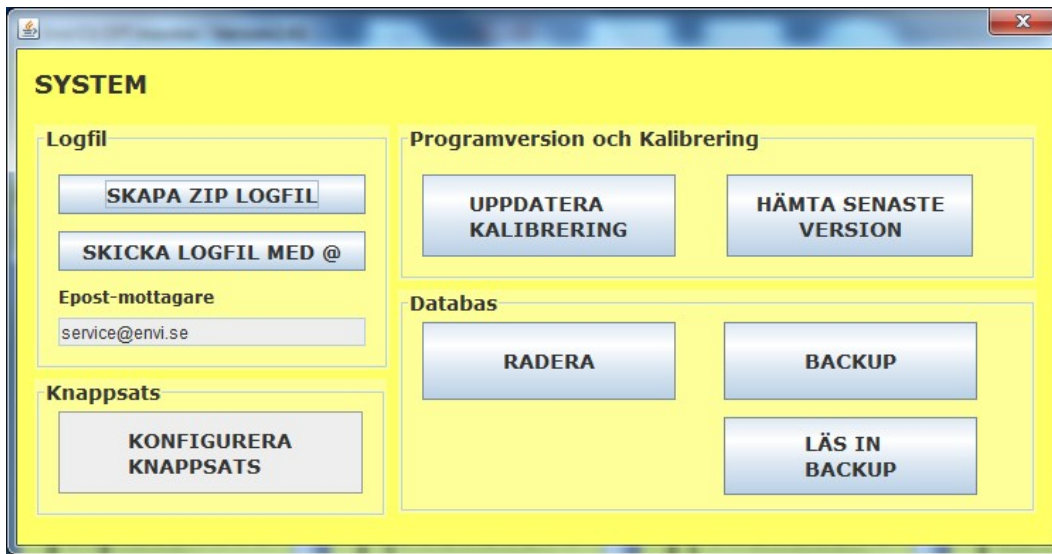 SYSTEM
Logfil
SKAPA ZIP LOGFIL
SKICKA LOGFIL MED @
Epost-mottagare
service@envi.se
Knappsats
KONFIGURERA
KNAPPSATS
Programversion och Kalibrering
UPPDATERA
KALIBRERING
HÄMTA SENASTE
VERSION
Databas
RADERA
BACKUP
LÄS IN
BACKUP